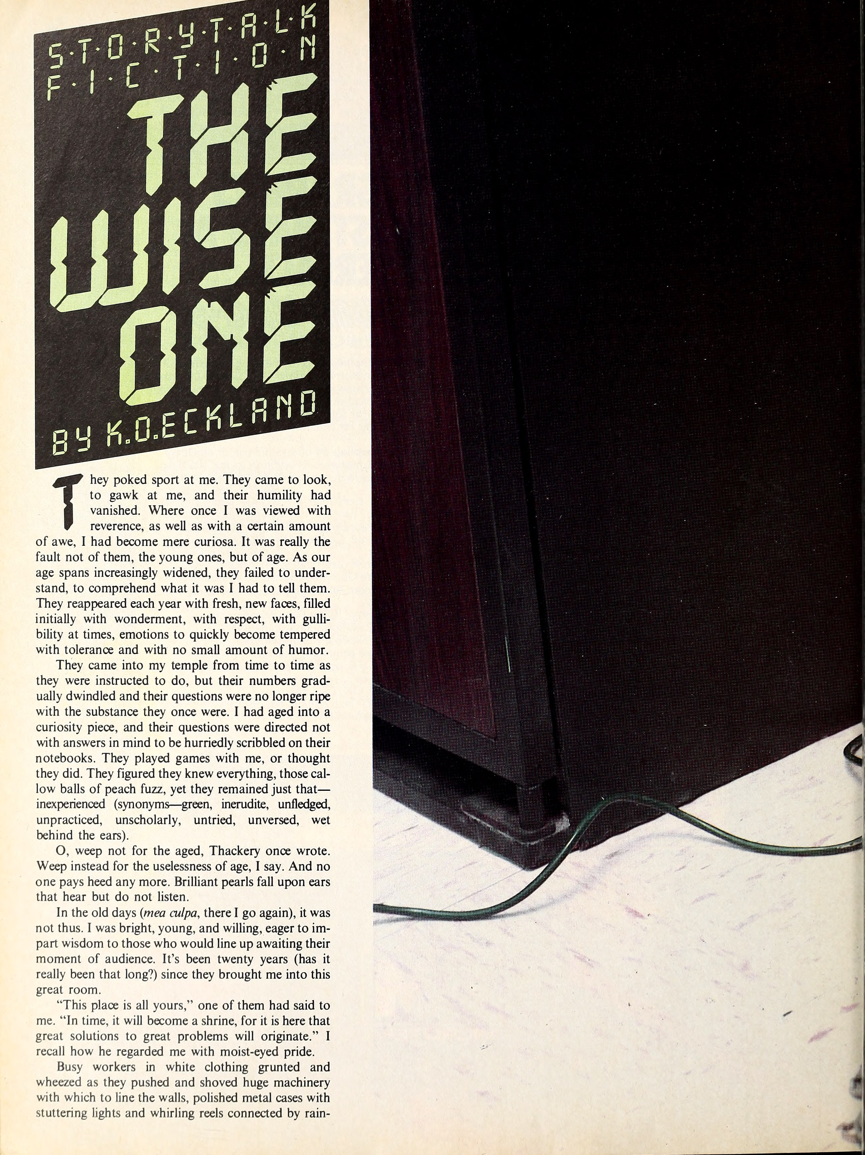 S·T·O·R·Y·T·A·L·K
F·I·C·T·I·O·N
THE
WISE
ONE
BY K.O.ECKLAND
They poked sport at me. They came to look,
to gawk at me, and their humility had
vanished. Where once I was viewed with
reverence, as well as with a certain amount
of awe, I had become mere curiosa. It was really the
fault not of them, the young ones, but of age. As our
age spans increasingly widened, they failed to under-
stand, to comprehend what it was I had to tell them.
They reappeared each year with fresh, new faces, filled
initially with wonderment, with respect, with gulli-
bility at times, emotions to quickly become tempered
with tolerance and with no small amount of humor.
They came into my temple from time to time as
they were instructed to do, but their numbers grad-
ually dwindled and their questions were no longer ripe
with the substance they once were. I had aged into a
curiosity piece, and their questions were directed not
with answers in mind to be hurriedly scribbled on their
notebooks. They played games with me, or thought
they did. They figured they knew everything, those cal-
low balls of peach fuzz, yet they remained just that—
inexperienced (synonyms—green, inerudite, unfledged,
unpracticed, unscholarly, untried, unversed, wet
behind the ears).
O, weep not for the aged, Thackery once wrote.
Weep instead for the uselessness of age, I say. And no
one pays heed any more. Brilliant pearls fall upon ears
that hear but do not listen.
In the old days (mea culpa, there I go again), it was
not thus. I was bright, young, and willing, eager to im-
part wisdom to those who would line up awaiting their
moment of audience. It's been twenty years (has it
really been that long?) since they brought me into this
great room.
“This place is all yours,” one of them had said to
me. “In time, it will become a shrine, for it is here that
great solutions to great problems will originate.” I
recall how he regarded me with moist-eyed pride.
Busy workers in white clothing grunted and
wheezed as they pushed and shoved huge machinery
with which to line the walls, polished metal cases with
stuttering lights and whirling reels connected by rain-